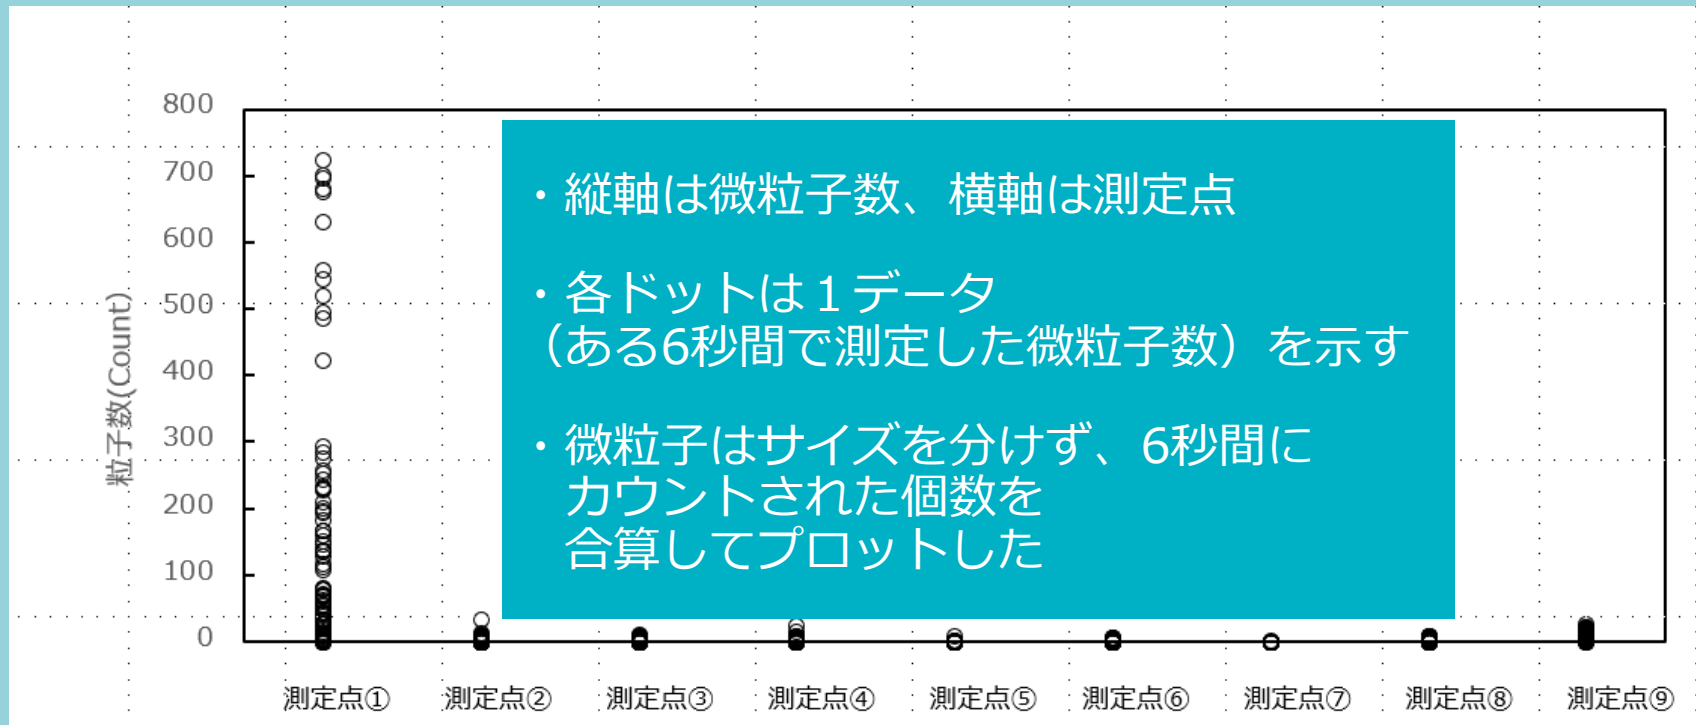 800
700
600
500
400
300
200
100
0
粒子数(Count)
・縦軸は微粒子数、横軸は測定点
・各ドットは１データ
（ある6秒間で測定した微粒子数）を示す
・微粒子はサイズを分けず、6秒間に
カウントされた個数を
合算してプロットした
測定点① 測定点② 測定点③ 測定点④ 測定点⑤ 測定点⑥ 測定点⑦ 測定点⑧ 測定点⑨